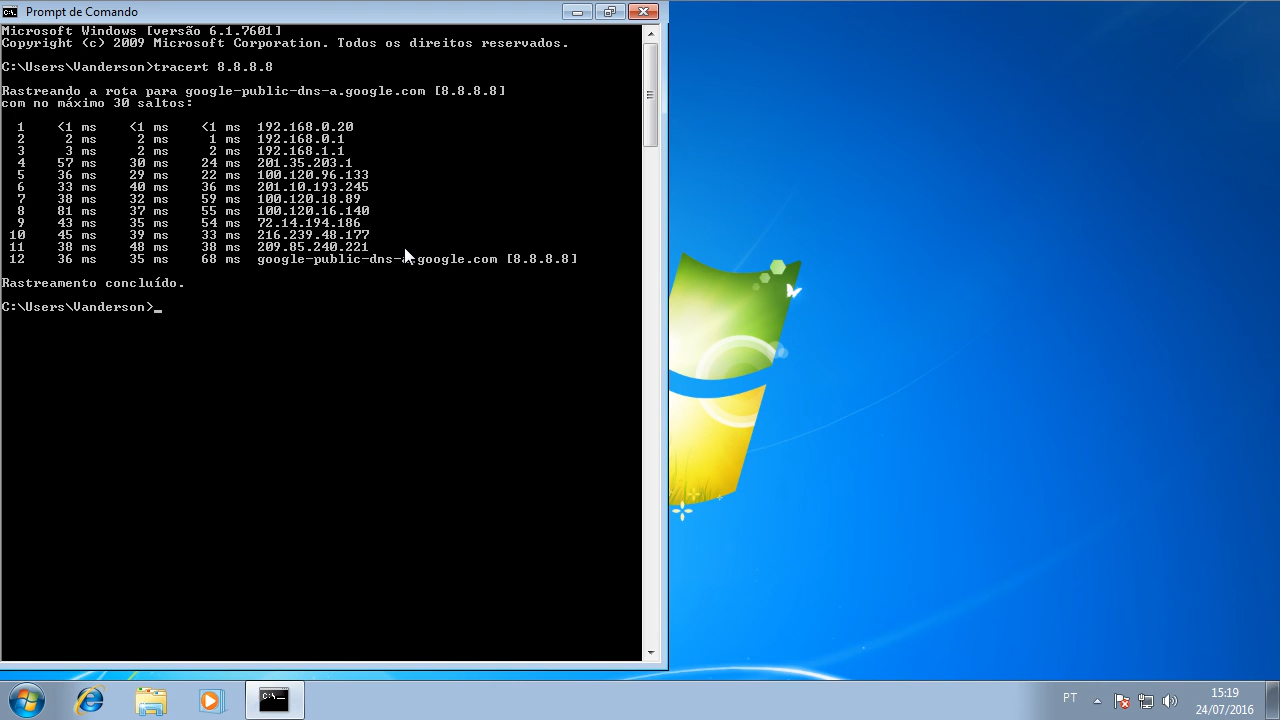 Prompt de Comando
Microsoft Windows [versão 6.1.7601]
Copyright (c) 2009 Microsoft Corporation. Todos os direitos reservados.
C:\Users\Vanderson>tracert 8.8.8.8
Rastreando a rota para google-public-dns-a.google.com [8.8.8.8]
com no máximo 30 saltos:
1 <1 ms <1 ms <1 ms 192.168.0.20
2 2 ms 2 ms 1 ms 192.168.0.1
3 3 ms 2 ms 2 ms 192.168.1.1
4 57 ms 30 ms 24 ms 201.35.203.1
5 36 ms 29 ms 22 ms 100.120.96.133
6 33 ms 40 ms 36 ms 201.10.193.245
7 38 ms 32 ms 59 ms 100.120.18.89
8 81 ms 37 ms 55 ms 100.120.16.140
9 43 ms 35 ms 54 ms 72.14.194.186
10 45 ms 39 ms 33 ms 216.239.48.177
11 38 ms 48 ms 38 ms 209.85.240.221
12 36 ms 35 ms 68 ms google-public-dns-a.google.com [8.8.8.8]
Rastreamento concluído.
C:\Users\Vanderson>_
PT
15:19
24/07/2016